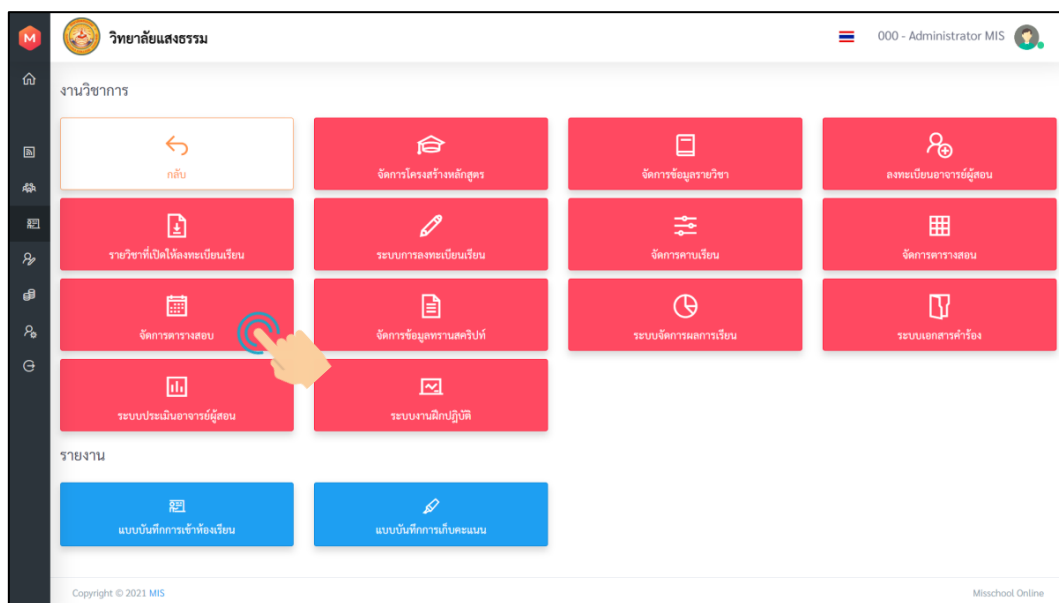 M
วิทยาลัยแสงธรรม
000 - Administrator MIS
งานวิชาการ
กลับ
จัดการโครงสร้างหลักสูตร
จัดการข้อมูลรายวิชา
ลงทะเบียนอาจารย์ผู้สอน
รายวิชาที่เปิดให้ลงทะเบียนเรียน
ระบบการลงทะเบียนเรียน
จัดการคาบเรียน
จัดการตารางสอน
จัดการตารางสอบ
จัดการข้อมูลทรานสคริปท์
ระบบจัดการผลการเรียน
ระบบเอกสารคำร้อง
ระบบประเมินอาจารย์ผู้สอน
ระบบงานฝึกปฏิบัติ
รายงาน
แบบบันทึกการเข้าห้องเรียน
แบบบันทึกการเก็บคะแนน
Copyright © 2021 MIS
Misschool Online